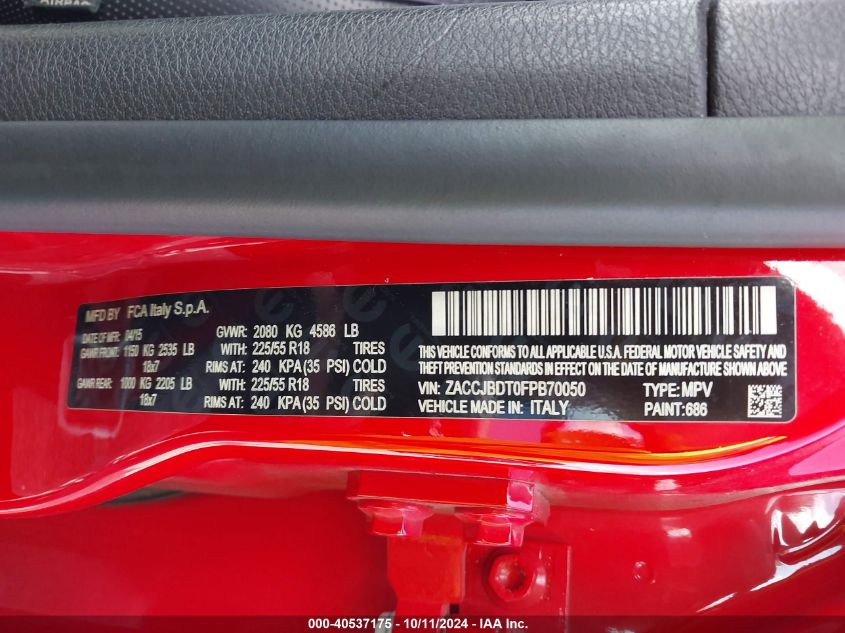 AIRBAG
MFD BY FCA Italy S.p.A.
DATE OF MFR: 04/15 GVWR: 2080 KG 4586 LB
GAWR FRONT: 1150 KG 2535 LB WITH: 225/55 R18 TIRES
18x7 RIMS AT: 240 KPA(35 PSI) COLD
GAWR REAR: 1000 KG 2205 LB WITH: 225/55 R18 TIRES
18x7 RIMS AT: 240 KPA(35 PSI) COLD
THIS VEHICLE CONFORMS TO ALL APPLICABLE U.S.A. FEDERAL MOTOR VEHICLE SAFETY AND
THEFT PREVENTION STANDARDS IN EFFECT ON THE DATE OF MANUFACTURE SHOWN ABOVE.
VIN: ZACCJBDT0FPB70050 TYPE: MPV
VEHICLE MADE IN: ITALY PAINT:686
000-40537175 - 10/11/2024 - IAA Inc.